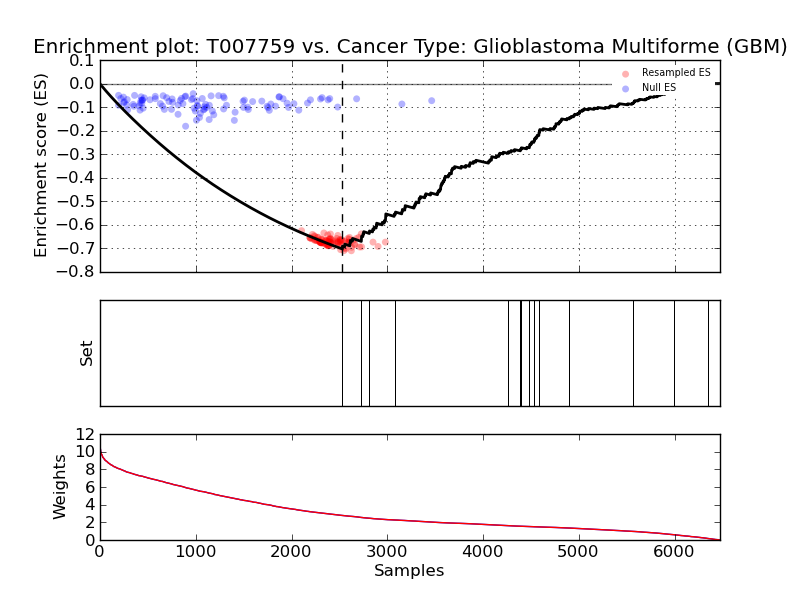 Enrichment plot: T007759 vs. Cancer Type: Glioblastoma Multiforme (GBM)
Enrichment score (ES)
0.1
0.0
−0.1
−0.2
−0.3
−0.4
−0.5
−0.6
−0.7
−0.8
Resampled ES
Null ES
Set
Weights
12
10
8
6
4
2
0
0 1000 2000 3000 4000 5000 6000
Samples